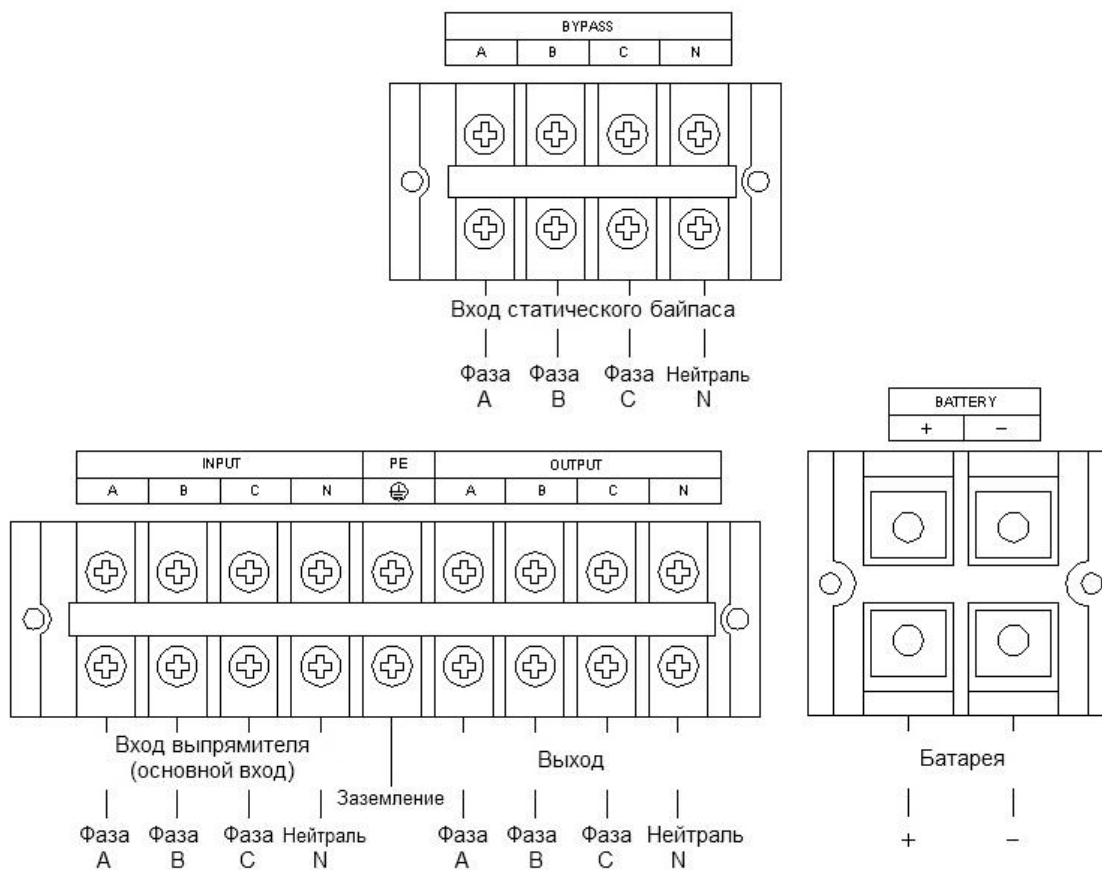 BYPASS
A B C N
Вход статического байпаса
Фаза Фаза Фаза Нейтраль
A B C N
BATTERY
+ −
INPUT PE OUTPUT
A B C N A B C N
Вход выпрямителя
(основной вход)
Заземление
Выход
Батарея
Фаза Фаза Фаза Нейтраль Фаза Фаза Фаза Нейтраль
A B C N A B C N
+ −